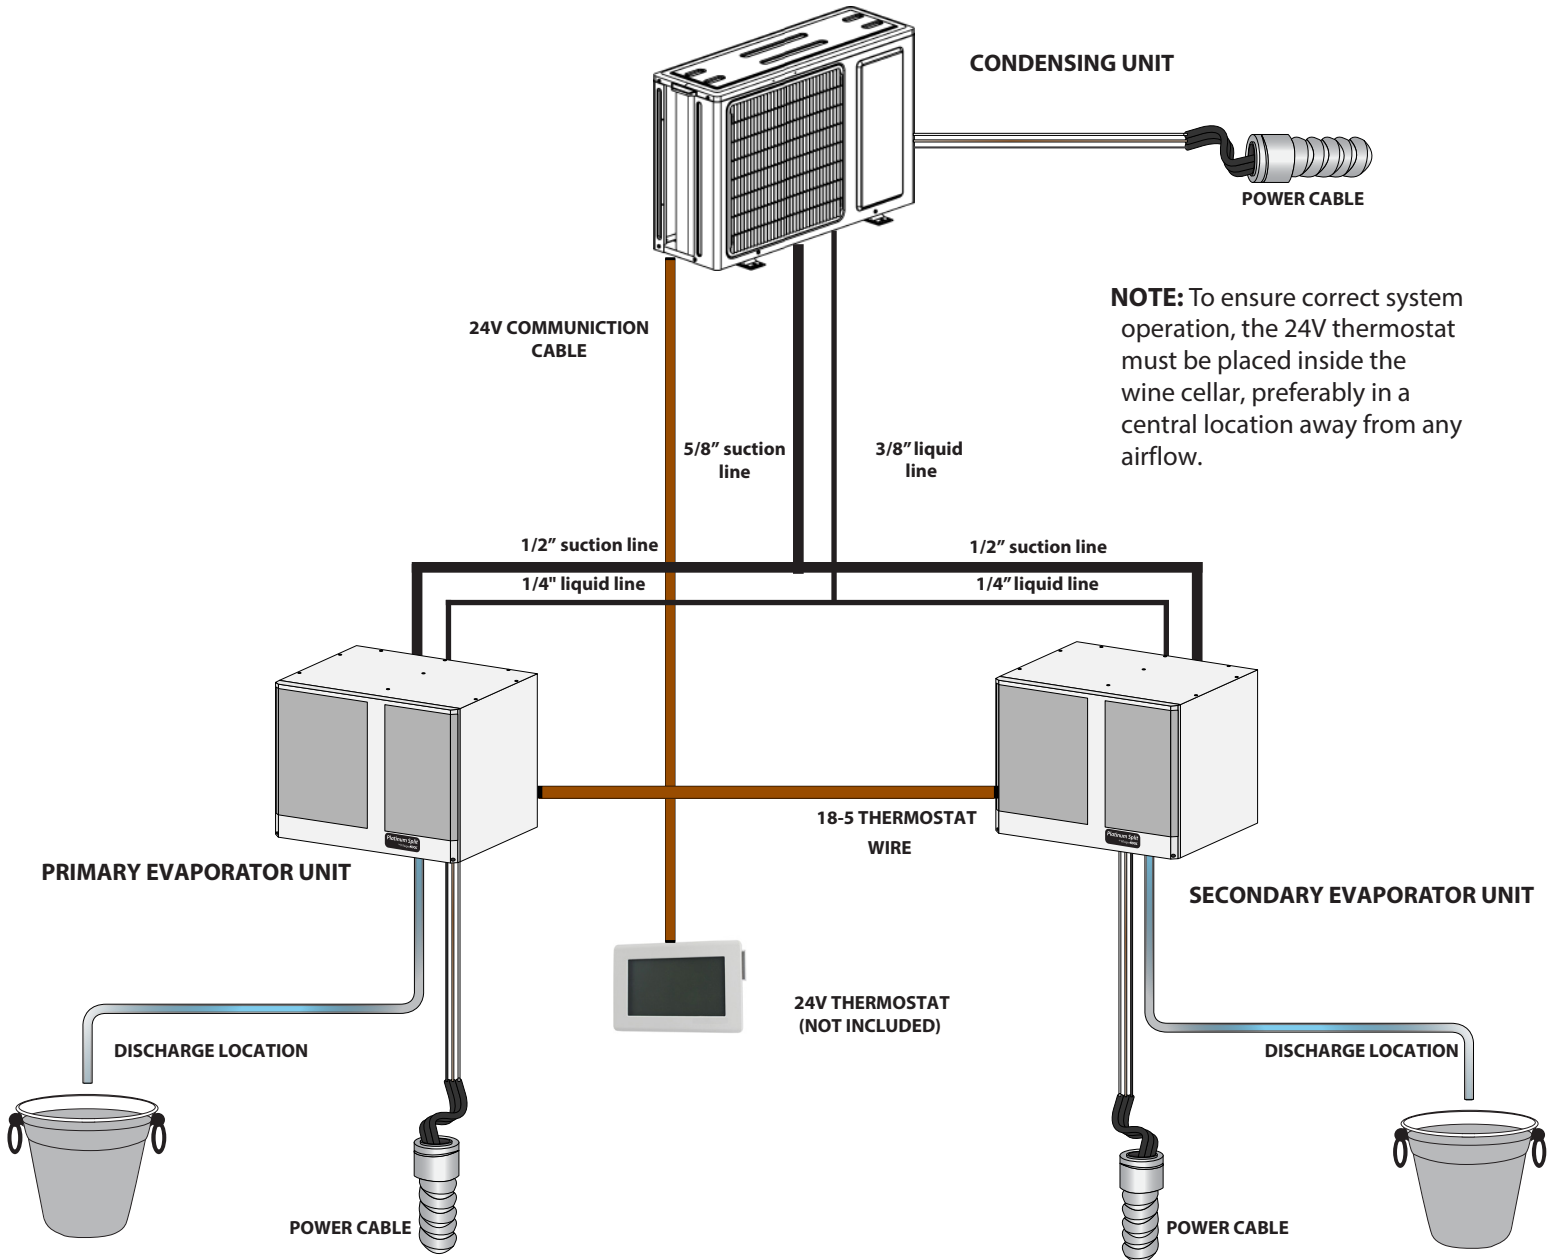 CONDENSING UNIT
POWER CABLE
NOTE: To ensure correct system
operation, the 24V thermostat
must be placed inside the
wine cellar, preferably in a
central location away from any
airflow.
24V COMMUNICTION
CABLE
5/8” suction
line
3/8” liquid
line
1/2” suction line
1/2” suction line
1/4" liquid line
1/4” liquid line
Platinum Split
Platinum Split
18-5 THERMOSTAT
WIRE
PRIMARY EVAPORATOR UNIT
SECONDARY EVAPORATOR UNIT
24V THERMOSTAT
(NOT INCLUDED)
DISCHARGE LOCATION
DISCHARGE LOCATION
POWER CABLE
POWER CABLE